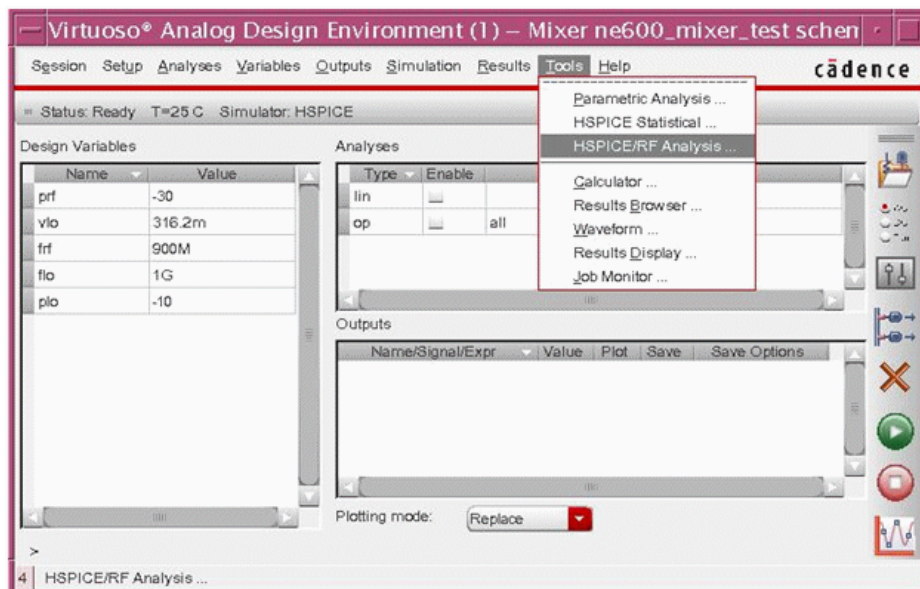 Virtuoso® Analog Design Environment (1) – Mixer ne600_mixer_test schem
Session Setup Analyses Variables Outputs Simulation Results Tools Help
cādence
Status: Ready T=25 C Simulator: HSPICE
Parametric Analysis ...
HSPICE Statistical ...
HSPICE/RF Analysis ...
Calculator ...
Results Browser ...
Waveform ...
Results Display ...
Job Monitor ...
Design Variables
Name Value
prf -30
vlo 316.2m
frf 900M
flo 1G
plo -10
Analyses
Type Enable
lin
op all
Outputs
Name/Signal/Expr Value Plot Save Save Options
Plotting mode: Replace
>
4 HSPICE/RF Analysis ...